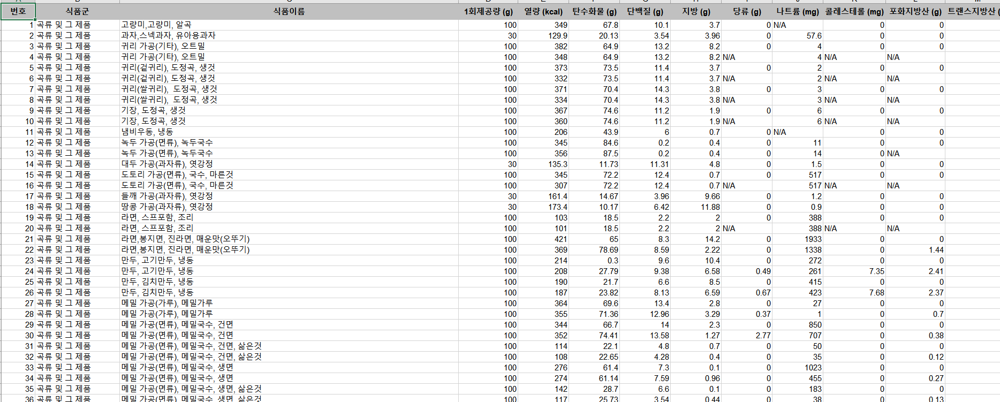 번호 식품군 식품이름 1회제공량 (g) 열량 (kcal) 탄수화물 (g) 단백질 (g) 지방 (g) 당류 (g) 나트륨 (mg) 콜레스테롤 (mg) 포화지방산 (g) 트랜스지방산 (
1 곡류 및 그 제품 고량미,고량미, 알곡 100 349 67.8 10.1 3.7 0 N/A 0 0
2 곡류 및 그 제품 과자,스넥과자, 유아용과자 30 129.9 20.13 3.54 3.96 0 57.6 0 0
3 곡류 및 그 제품 귀리 가공(기타), 오트밀 100 382 64.9 13.2 8.2 0 4 0 0
4 곡류 및 그 제품 귀리 가공(기타), 오트밀 100 348 64.9 13.2 8.2 N/A 4 N/A N/A
5 곡류 및 그 제품 귀리(겉귀리), 도정곡, 생것 100 373 73.5 11.4 3.7 0 2 0 0
6 곡류 및 그 제품 귀리(겉귀리), 도정곡, 생것 100 332 73.5 11.4 3.7 N/A 2 N/A N/A
7 곡류 및 그 제품 귀리(쌀귀리),  도정곡, 생것 100 371 70.4 14.3 3.8 0 3 0 0
8 곡류 및 그 제품 귀리(쌀귀리),  도정곡, 생것 100 334 70.4 14.3 3.8 N/A 3 N/A N/A
9 곡류 및 그 제품 기장, 도정곡, 생것 100 367 74.6 11.2 1.9 0 6 0 0
10 곡류 및 그 제품 기장, 도정곡, 생것 100 360 74.6 11.2 1.9 N/A 6 N/A N/A
11 곡류 및 그 제품 냄비우동, 냉동 100 206 43.9 6 0.7 0 N/A 0 0
12 곡류 및 그 제품 녹두 가공(면류), 녹두국수 100 345 84.6 0.2 0.4 0 11 0 0
13 곡류 및 그 제품 녹두 가공(면류), 녹두국수 100 356 87.5 0.2 0.4 0 14 0 N/A
14 곡류 및 그 제품 대두 가공(과자류), 엿강정 30 135.3 11.73 11.31 4.8 0 1.5 0 0
15 곡류 및 그 제품 도토리 가공(면류), 국수, 마른것 100 345 72.2 12.4 0.7 0 517 0 0
16 곡류 및 그 제품 도토리 가공(면류), 국수, 마른것 100 307 72.2 12.4 0.7 N/A 517 N/A N/A
17 곡류 및 그 제품 들깨 가공(과자류), 엿강정 30 161.4 14.67 3.96 9.66 0 1.2 0 0
18 곡류 및 그 제품 땅콩 가공(과자류), 엿강정 30 173.4 10.17 6.42 11.88 0 0.9 0 0
19 곡류 및 그 제품 라면, 스프포함, 조리 100 103 18.5 2.2 2 0 388 0 0
20 곡류 및 그 제품 라면, 스프포함, 조리 100 101 18.5 2.2 2 N/A 388 N/A N/A
21 곡류 및 그 제품 라면,봉지면, 진라면, 매운맛(오뚜기) 100 421 65 8.3 14.2 0 1933 0 0
22 곡류 및 그 제품 라면,봉지면, 진라면, 매운맛(오뚜기) 100 369 78.69 8.59 2.22 0 1338 0 1.44
23 곡류 및 그 제품 만두, 고기만두, 냉동 100 214 0.3 9.6 10.4 0 272 0 0
24 곡류 및 그 제품 만두, 고기만두, 냉동 100 208 27.79 9.38 6.58 0.49 261 7.35 2.41
25 곡류 및 그 제품 만두, 김치만두, 냉동 100 190 21.7 6.6 8.5 0 415 0 0
26 곡류 및 그 제품 만두, 김치만두, 냉동 100 187 23.82 8.13 6.59 0.67 423 7.68 2.37
27 곡류 및 그 제품 메밀 가공(가루), 메밀가루 100 364 69.6 13.4 2.8 0 27 0 0
28 곡류 및 그 제품 메밀 가공(가루), 메밀가루 100 355 71.36 12.96 3.29 0.37 1 0 0.7
29 곡류 및 그 제품 메밀 가공(면류), 메밀국수, 건면 100 344 66.7 14 2.3 0 850 0 0
30 곡류 및 그 제품 메밀 가공(면류), 메밀국수, 건면 100 352 74.41 13.58 1.27 2.77 707 0 0.38
31 곡류 및 그 제품 메밀 가공(면류), 메밀국수, 건면, 삶은것 100 114 22.1 4.8 0.7 0 50 0 0
32 곡류 및 그 제품 메밀 가공(면류), 메밀국수, 건면, 삶은것 100 108 22.65 4.28 0.4 0 35 0 0.12
33 곡류 및 그 제품 메밀 가공(면류), 메밀국수, 생면 100 276 61.4 7.3 0.1 0 1023 0 0
34 곡류 및 그 제품 메밀 가공(면류), 메밀국수, 생면 100 274 61.14 7.59 0.96 0 455 0 0.27
35 곡류 및 그 제품 메밀 가공(면류), 메밀국수, 생면, 삶은것 100 142 28.7 6.6 0.1 0 183 0 0
36 곡류 및 그 제품 메밀 가공(면류), 메밀국수, 생면, 삶은것 100 117 25.73 3.54 0.44 0 38 0 0.13